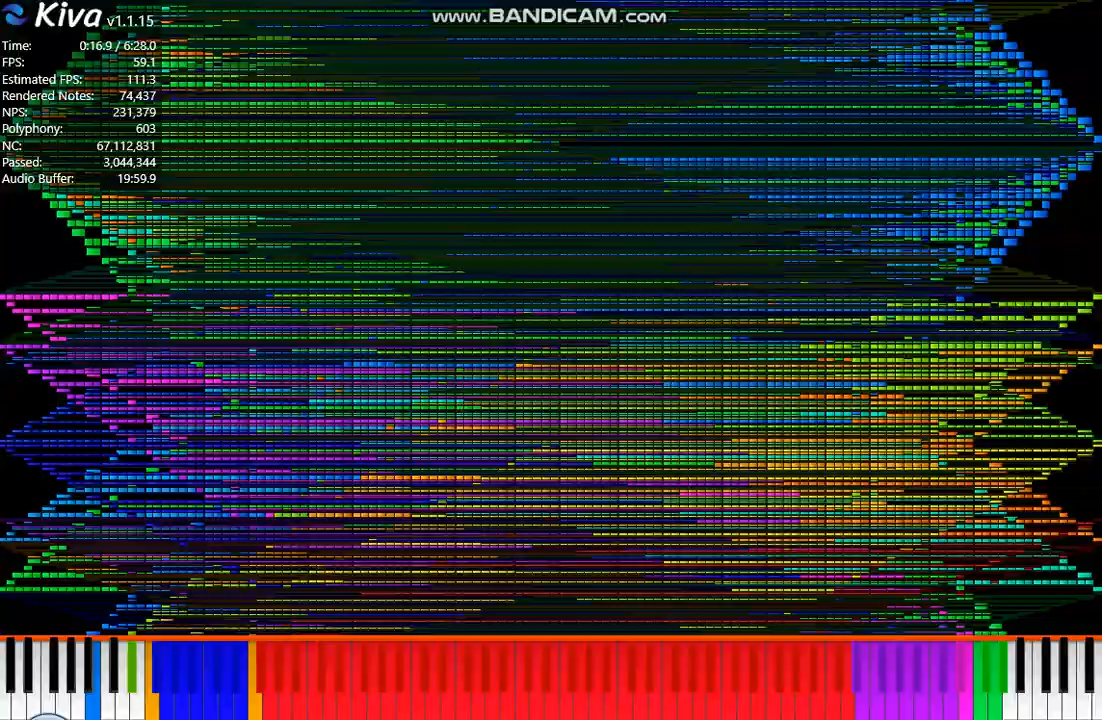 Kiva v1.1.15
www.BANDICAM.com
Time: 0:16.9 / 6:28.0
FPS: 59.1
Estimated FPS: 111.3
Rendered Notes: 74,437
NPS: 231,379
Polyphony: 603
NC: 67,112,831
Passed: 3,044,344
Audio Buffer: 19:59.9